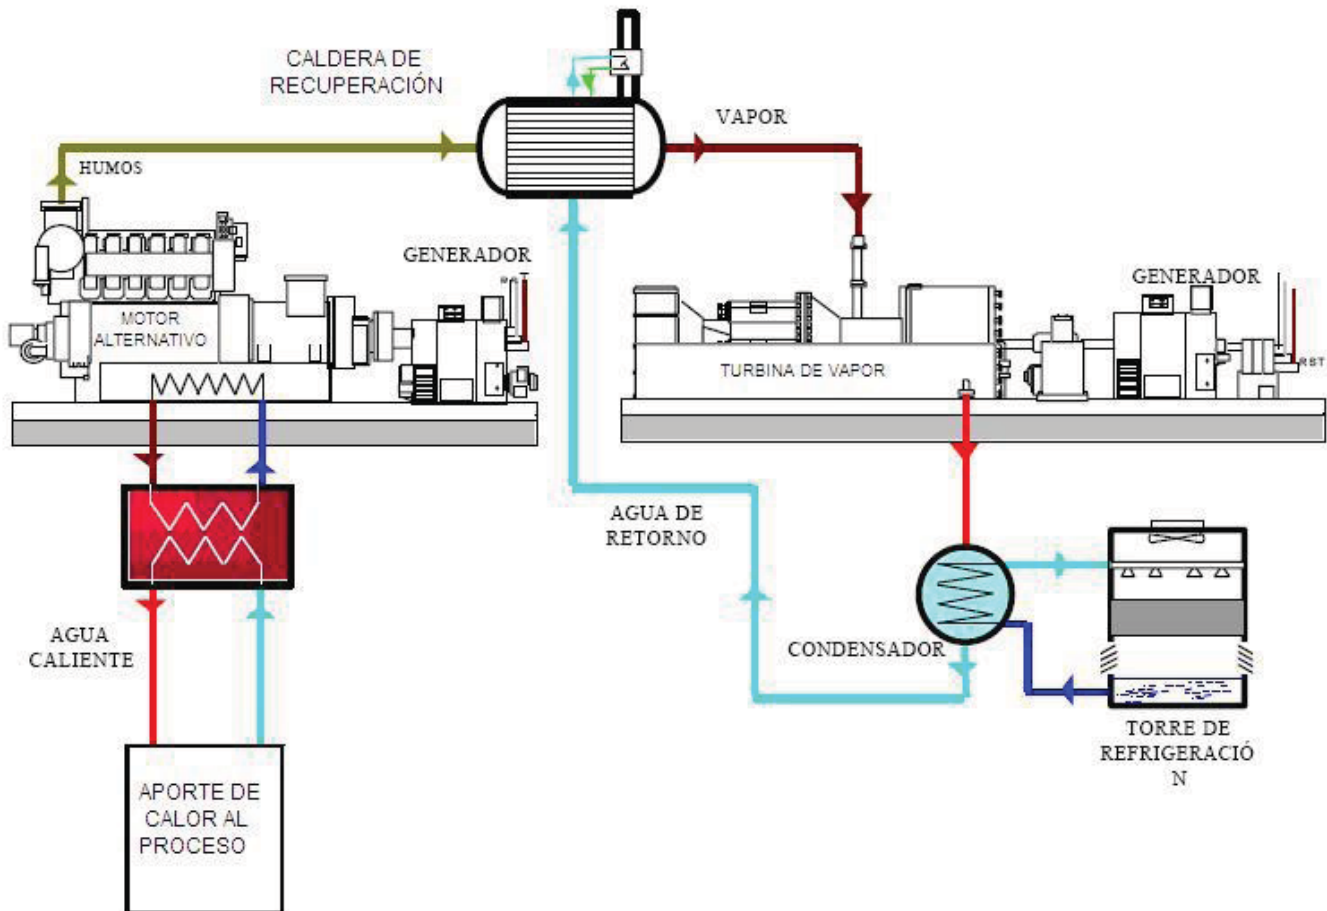 CALDERA DE
RECUPERACIÓN
VAPOR
HUMOS
GENERADOR
GENERADOR
MOTOR
ALTERNATIVO
TURBINA DE VAPOR
RST
AGUA DE
RETORNO
AGUA
CALIENTE
CONDENSADOR
TORRE DE
REFRIGERACIÓ
N
APORTE DE
CALOR AL
PROCESO